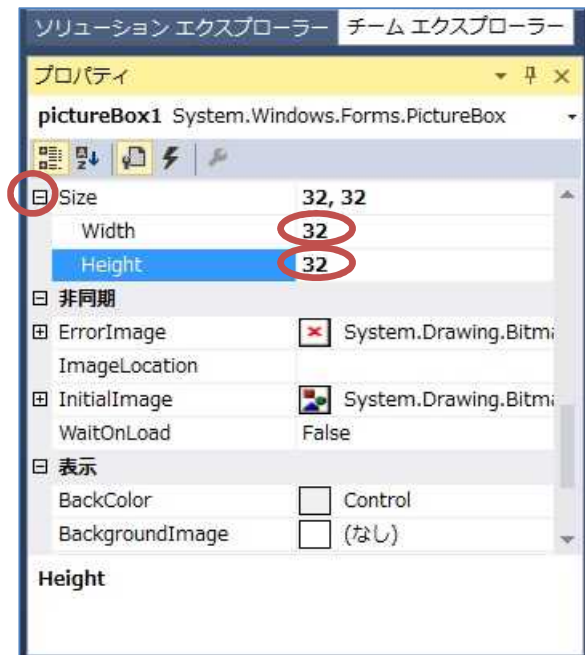 ソリューション エクスプローラー チーム エクスプローラー
プロパティ
pictureBox1 System.Windows.Forms.PictureBox
Size 32, 32
Width 32
Height 32
非同期
ErrorImage System.Drawing.Bitma
ImageLocation
InitialImage System.Drawing.Bitma
WaitOnLoad False
表示
BackColor Control
BackgroundImage (なし)
Height